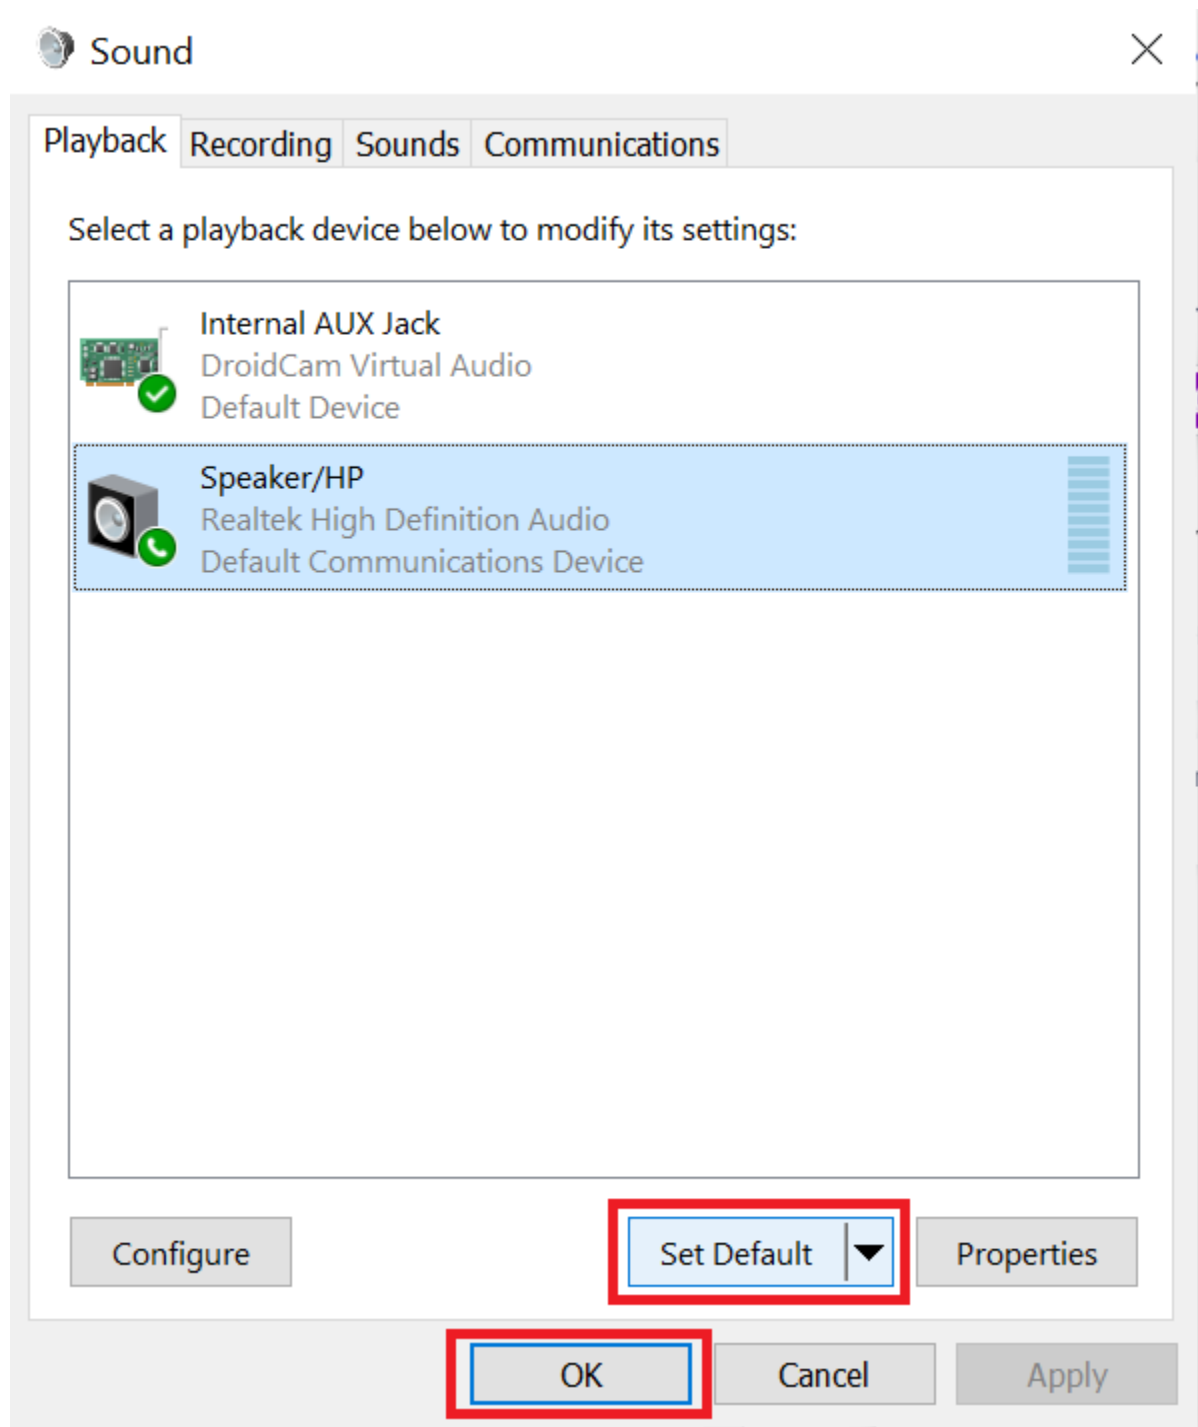 Sound
Playback Recording Sounds Communications
Select a playback device below to modify its settings:
Internal AUX Jack
DroidCam Virtual Audio
Default Device
Speaker/HP
Realtek High Definition Audio
Default Communications Device
Configure Set Default Properties
OK Cancel Apply